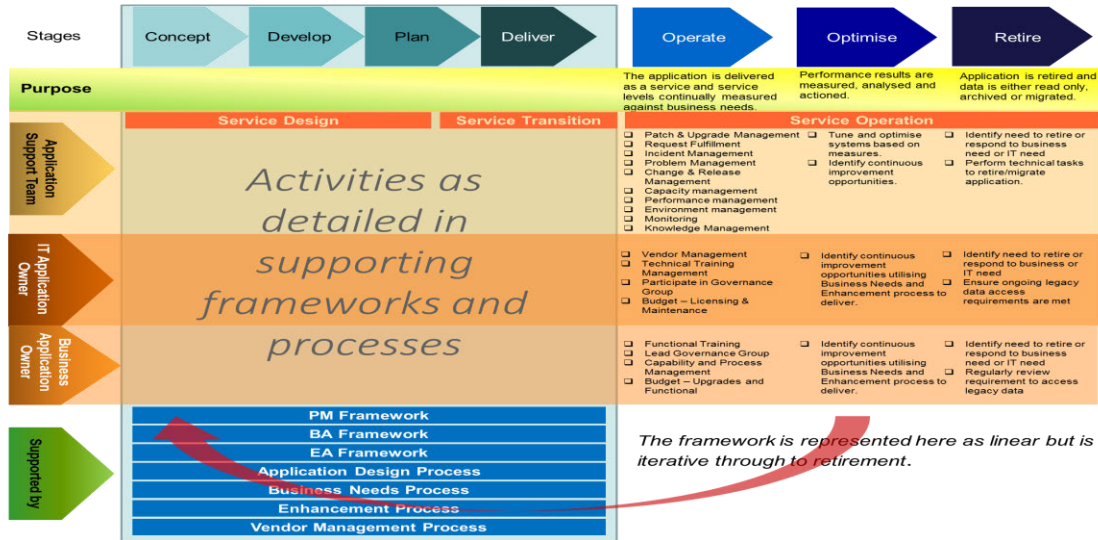 Stages
Concept
Develop
Plan
Deliver
Operate
Optimise
Retire
Purpose
The application is delivered
as a service and service
levels continually measured
against business needs.
Performance results are
measured, analysed and
actioned.
Application is retired and
data is either read only,
archived or migrated.
Service Design
Service Transition
Service Operation
Application
Support Team
Activities as
detailed in
supporting
frameworks and
processes
❑ Patch & Upgrade Management
❑ Request Fulfillment
❑ Incident Management
❑ Problem Management
❑ Change & Release
Management
❑ Capacity management
❑ Performance management
❑ Environment management
❑ Monitoring
❑ Knowledge Management
❑ Tune and optimise
systems based on
measures.
❑ Identify continuous
improvement
opportunities.
❑ Identify need to retire or
respond to business
need or IT need
❑ Perform technical tasks
to retire/migrate
application.
IT Application
Owner
❑ Vendor Management
❑ Technical Training
Management
❑ Participate in Governance
Group
❑ Budget – Licensing &
Maintenance
❑ Identify continuous
improvement
opportunities utilising
Business Needs and
Enhancement process to
deliver.
❑ Identify need to retire or
respond to business or
IT need
❑ Ensure ongoing legacy
data access
requirements are met
Business
Application
Owner
❑ Functional Training
❑ Lead Governance Group
❑ Capability and Process
Management
❑ Budget – Upgrades and
Functional
❑ Identify continuous
improvement
opportunities utilising
Business Needs and
Enhancement process to
deliver.
❑ Identify need to retire or
respond to business
need or IT need
❑ Regularly review
requirement to access
legacy data
Supported by
PM Framework
BA Framework
EA Framework
Application Design Process
Business Needs Process
Enhancement Process
Vendor Management Process
The framework is represented here as linear but is
iterative through to retirement.